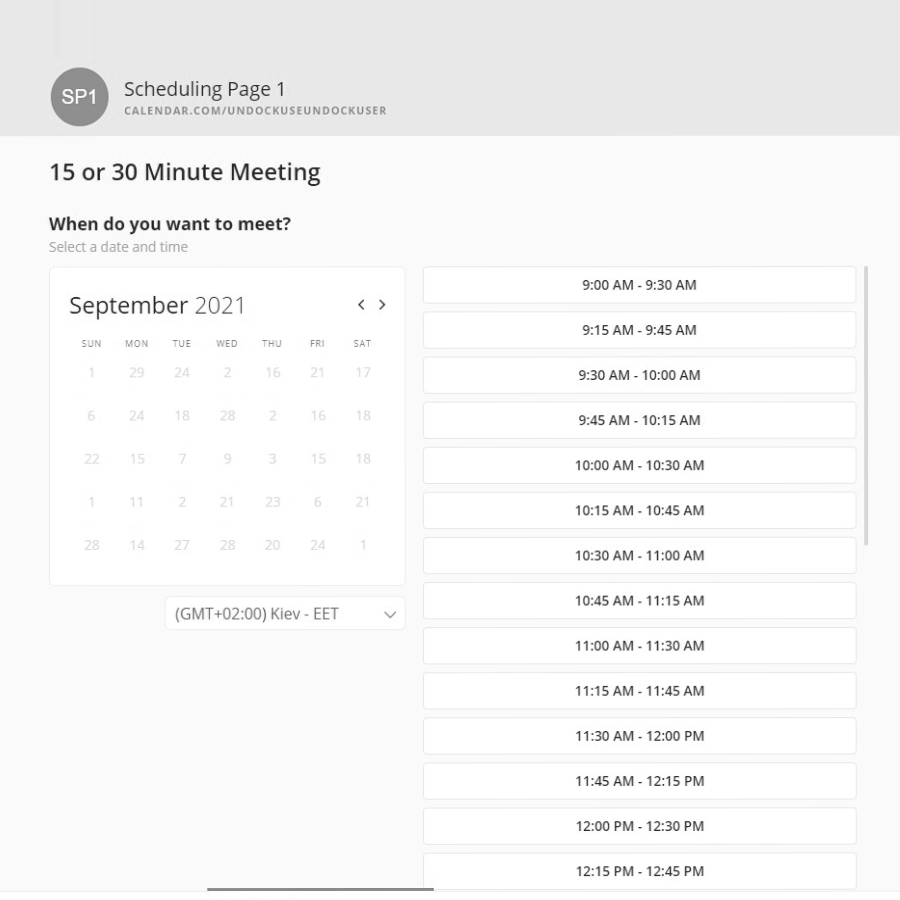 SP1
Scheduling Page 1
CALENDAR.COM/UNDOCKUSEUNDOCKUSER
15 or 30 Minute Meeting
When do you want to meet?
Select a date and time
September 2021
SUN MON TUE WED THU FRI SAT
1 29 24 2 16 21 17
6 24 18 28 2 16 18
22 15 7 9 3 15 18
1 11 2 21 23 6 21
28 14 27 28 20 24 1
(GMT+02:00) Kiev - EET
9:00 AM - 9:30 AM
9:15 AM - 9:45 AM
9:30 AM - 10:00 AM
9:45 AM - 10:15 AM
10:00 AM - 10:30 AM
10:15 AM - 10:45 AM
10:30 AM - 11:00 AM
10:45 AM - 11:15 AM
11:00 AM - 11:30 AM
11:15 AM - 11:45 AM
11:30 AM - 12:00 PM
11:45 AM - 12:15 PM
12:00 PM - 12:30 PM
12:15 PM - 12:45 PM